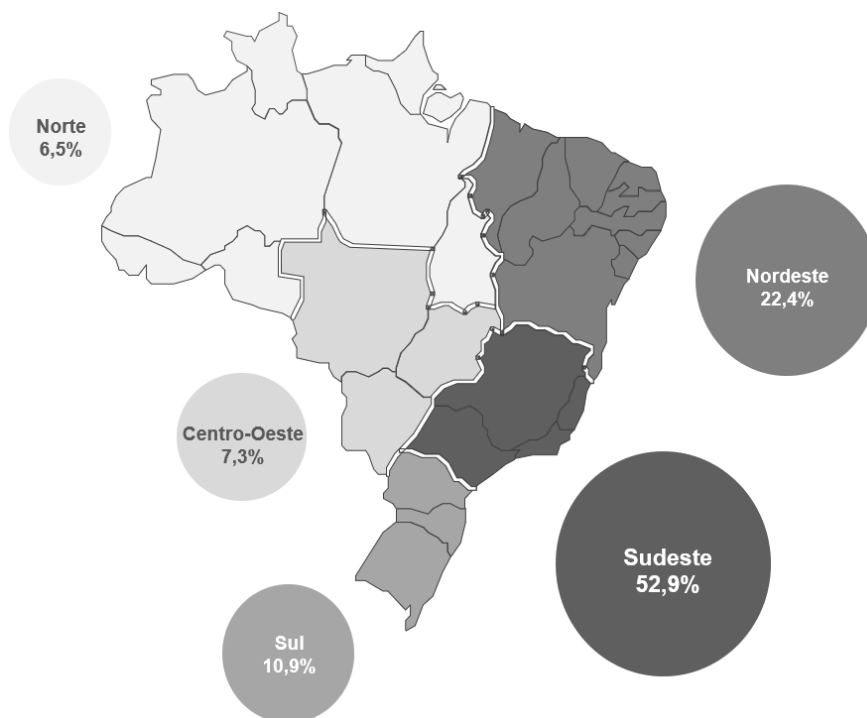 Norte
6,5%
Nordeste
22,4%
Centro-Oeste
7,3%
Sudeste
52,9%
Sul
10,9%